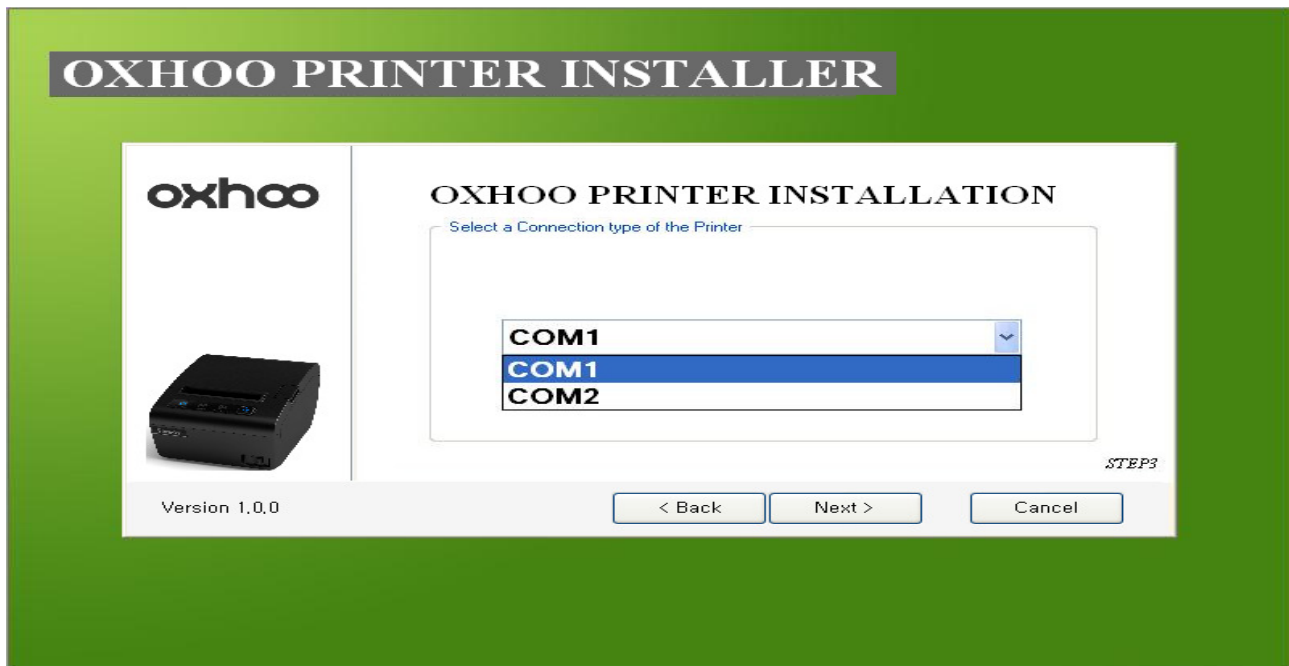 OXHOO PRINTER INSTALLER
oxhoo
OXHOO PRINTER INSTALLATION
Select a Connection type of the Printer
COM1
COM1
COM2
STEP3
Version 1,0,0
< Back
Next >
Cancel